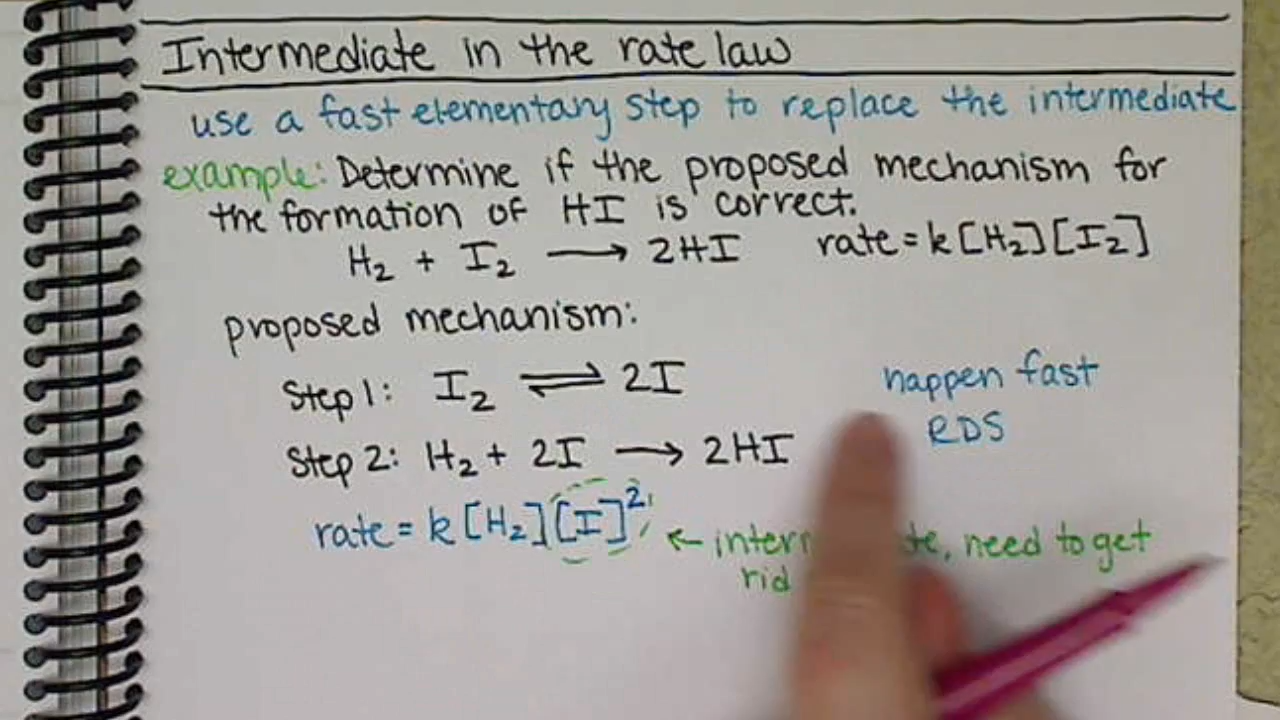 Intermediate in the rate law
use a fast elementary step to replace the intermediate
example: Determine if the proposed mechanism for
the formation of HI is correct.
H₂ + I₂ ⟶ 2HI rate = k[H₂][I₂]
proposed mechanism:
Step 1: I₂ ⇌ 2I happen fast
Step 2: H₂ + 2I ⟶ 2HI RDS
rate = k[H₂][I]² ← need to get
rid